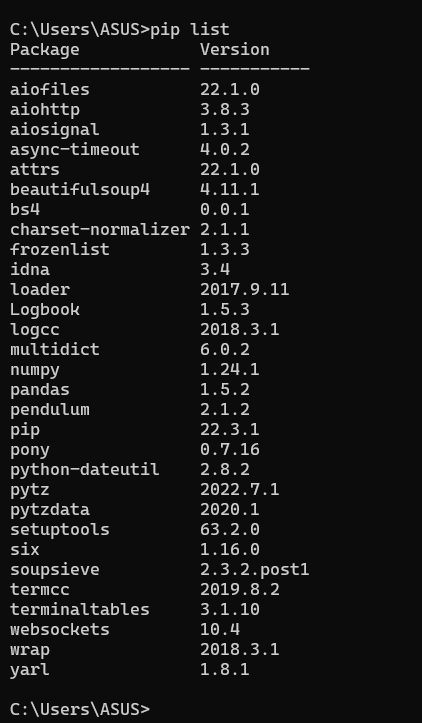 C:\Users\ASUS>pip list
Package            Version
------------------ -----------
aiofiles           22.1.0
aiohttp            3.8.3
aiosignal          1.3.1
async-timeout      4.0.2
attrs              22.1.0
beautifulsoup4     4.11.1
bs4                0.0.1
charset-normalizer 2.1.1
frozenlist         1.3.3
idna               3.4
loader             2017.9.11
Logbook            1.5.3
logcc              2018.3.1
multidict          6.0.2
numpy              1.24.1
pandas             1.5.2
pendulum           2.1.2
pip                22.3.1
pony               0.7.16
python-dateutil    2.8.2
pytz               2022.7.1
pytzdata           2020.1
setuptools         63.2.0
six                1.16.0
soupsieve          2.3.2.post1
termcc             2019.8.2
terminaltables     3.1.10
websockets         10.4
wrap               2018.3.1
yarl               1.8.1
C:\Users\ASUS>